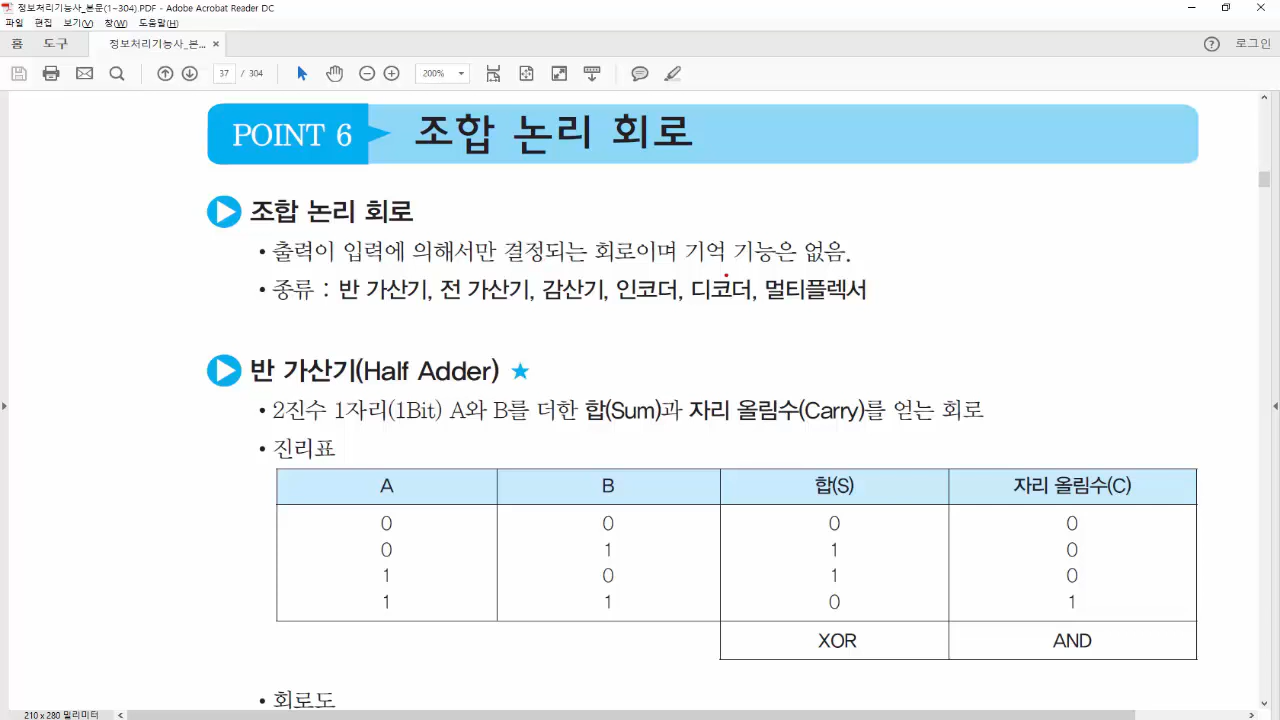 정보처리기능사_본문(1~304).PDF - Adobe Acrobat Reader DC
파일 편집 보기(V) 창(W) 도움말(H)
홈 도구 정보처리기능사_본... × ? 로그인
37 / 304 200%
POINT 6 조합 논리 회로
조합 논리 회로
• 출력이 입력에 의해서만 결정되는 회로이며 기억 기능은 없음.
• 종류 : 반 가산기, 전 가산기, 감산기, 인코더, 디코더, 멀티플렉서
반 가산기(Half Adder) ★
• 2진수 1자리(1Bit) A와 B를 더한 합(Sum)과 자리 올림수(Carry)를 얻는 회로
• 진리표
A B 합(S) 자리 올림수(C)
0 0 0 0
0 1 1 0
1 0 1 0
1 1 0 1
XOR AND
• 회로도
210 x 280 밀리미터